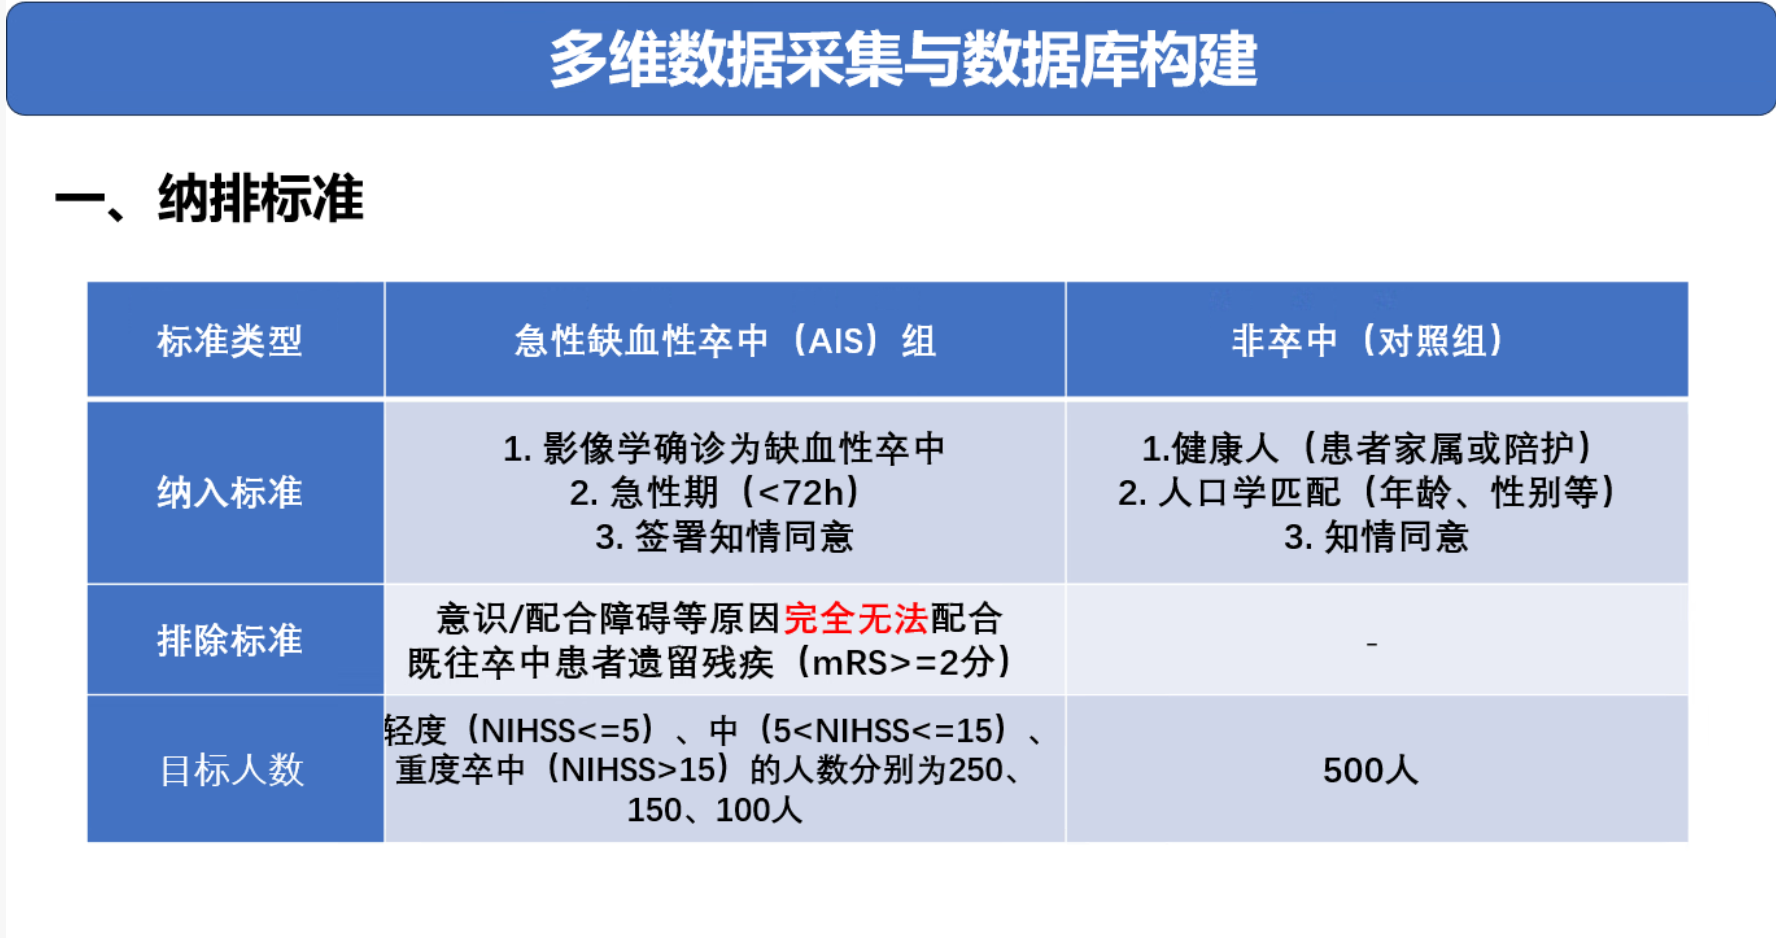 多维数据采集与数据库构建
一、纳排标准
标准类型
急性缺血性卒中（AIS）组
非卒中（对照组）
纳入标准
1. 影像学确诊为缺血性卒中
2. 急性期（<72h）
3. 签署知情同意
1.健康人（患者家属或陪护）
2. 人口学匹配（年龄、性别等）
3. 知情同意
排除标准
意识/配合障碍等原因完全无法配合
既往卒中患者遗留残疾（mRS>=2分）
-
目标人数
轻度（NIHSS<=5）、中（5<NIHSS<=15）、
重度卒中（NIHSS>15）的人数分别为250、
150、100人
500人